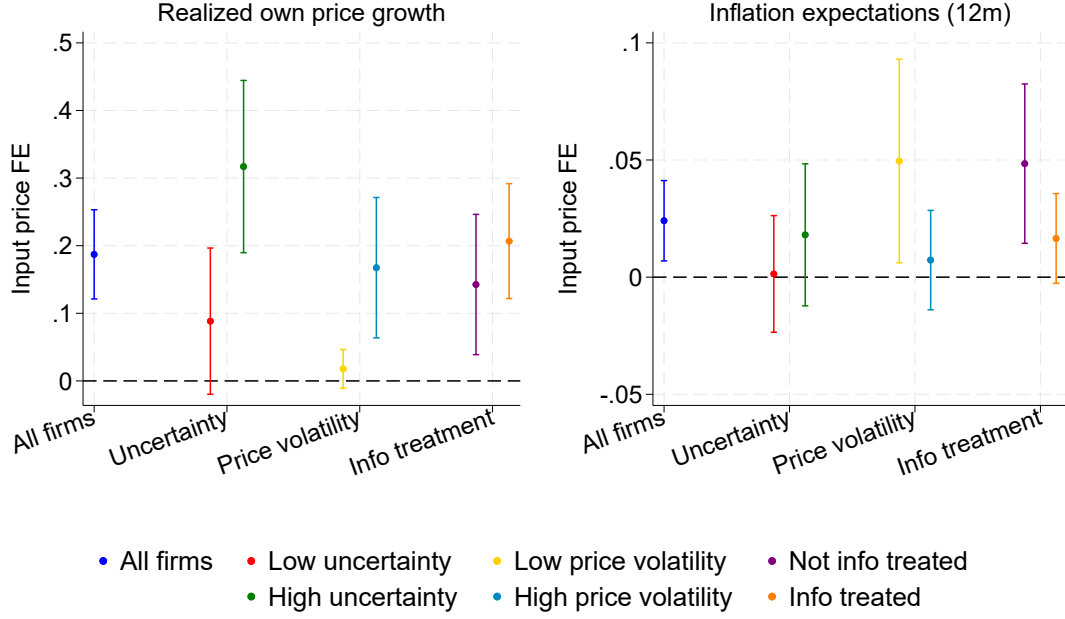 Realized own price growth
Input price FE
.5
.4
.3
.2
.1
0
All firms
Uncertainty
Price volatility
Info treatment
Inflation expectations (12m)
Input price FE
.1
.05
0
-.05
All firms
Uncertainty
Price volatility
Info treatment
All firms
Low uncertainty
Low price volatility
Not info treated
High uncertainty
High price volatility
Info treated